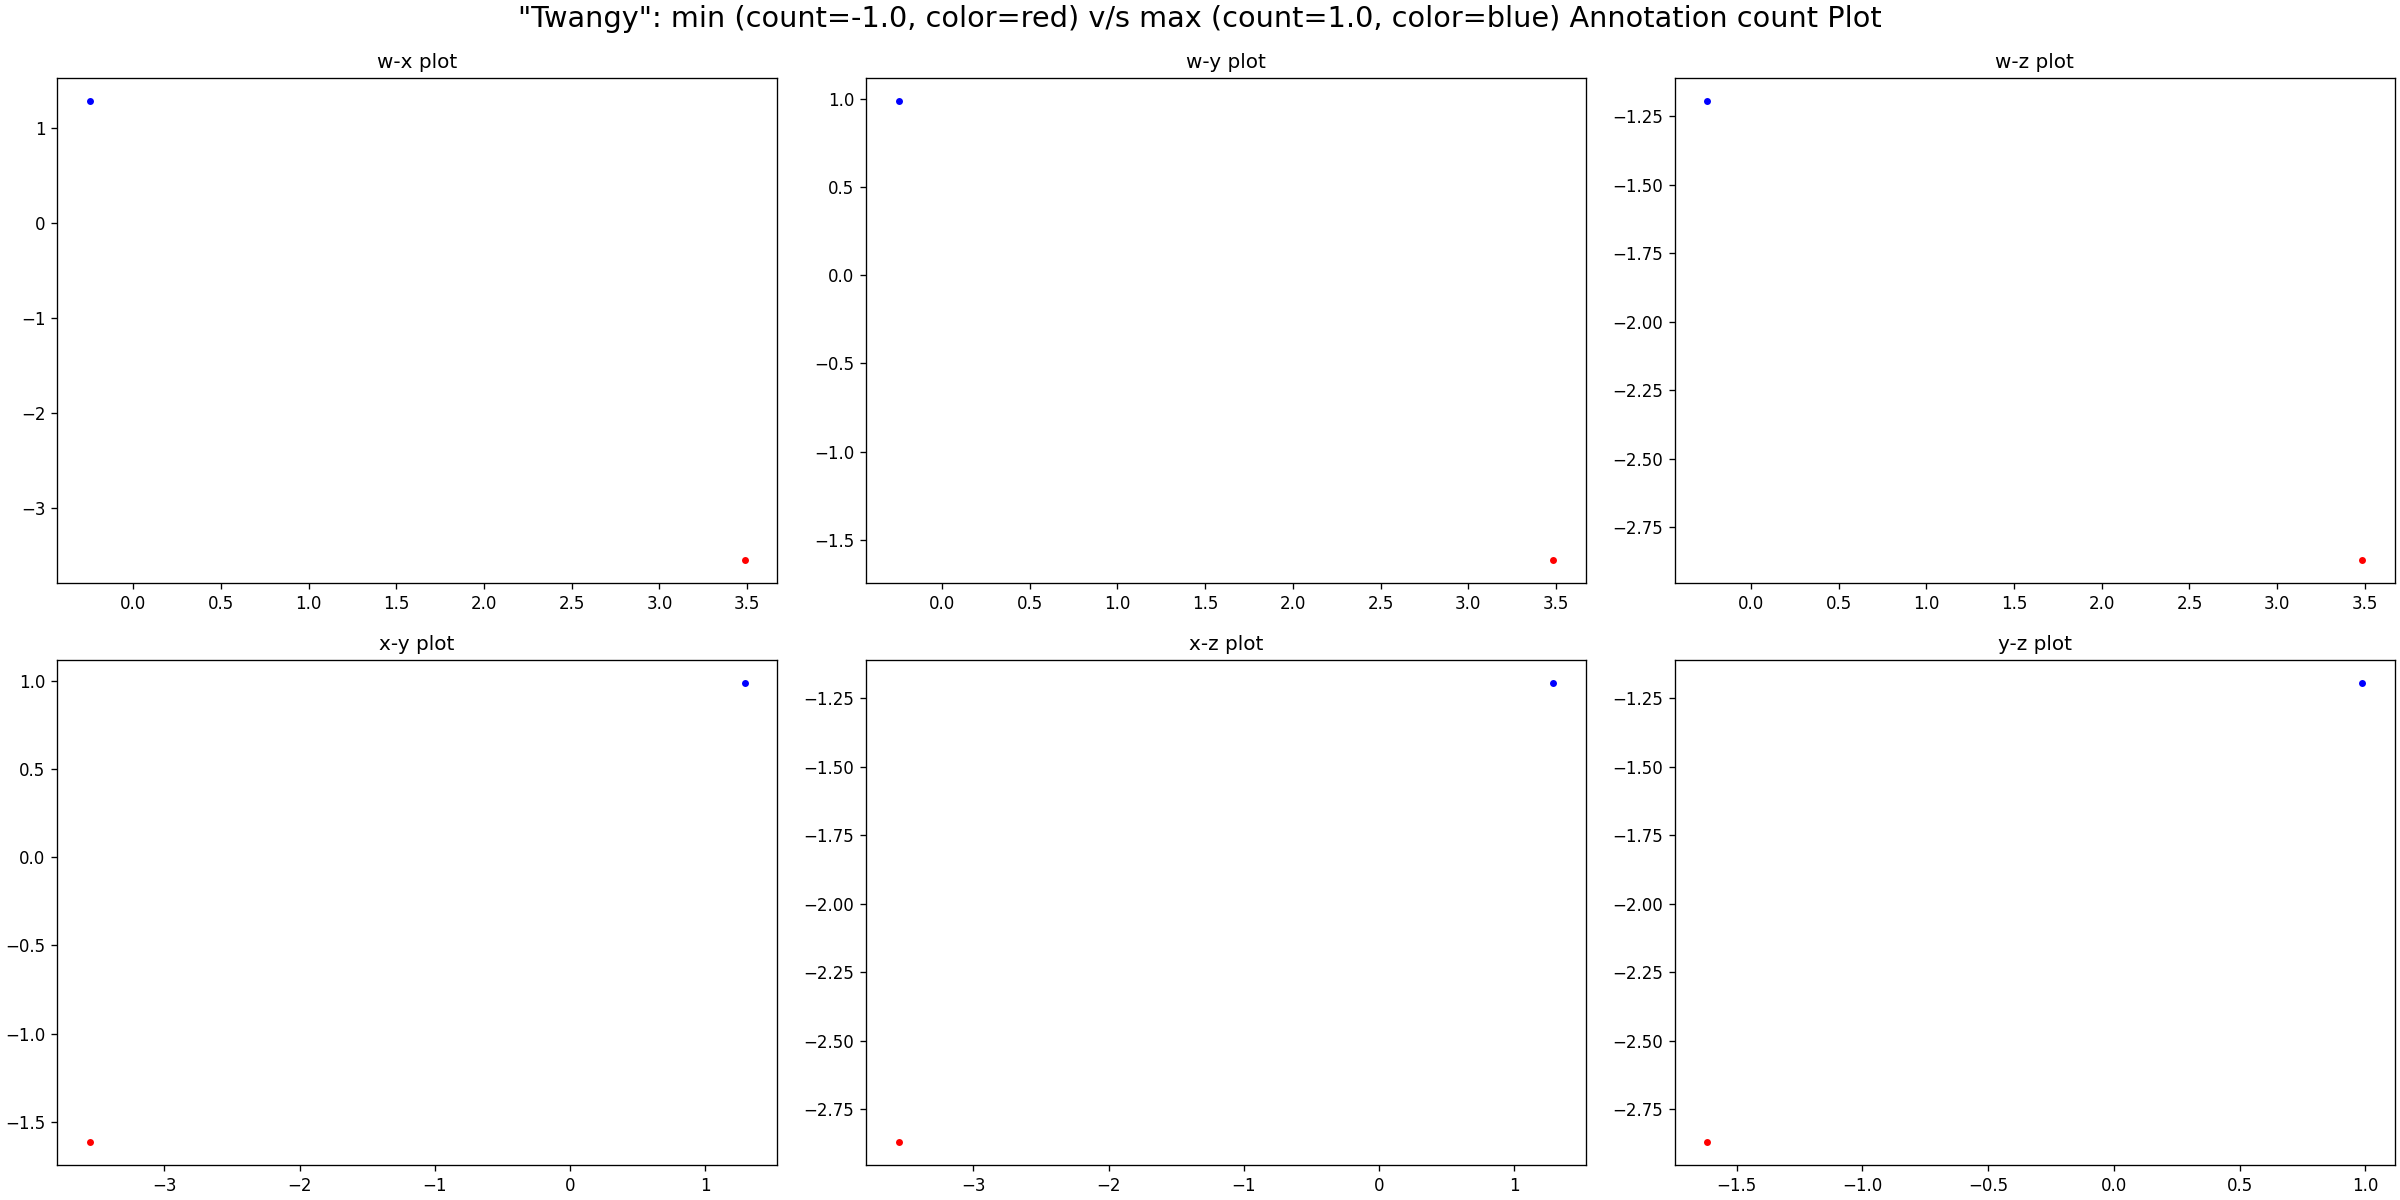 "Twangy": min (count=-1.0, color=red) v/s max (count=1.0, color=blue) Annotation count Plot
w-x plot
1
0
−1
−2
−3
0.0 0.5 1.0 1.5 2.0 2.5 3.0 3.5
w-y plot
1.0
0.5
0.0
−0.5
−1.0
−1.5
0.0 0.5 1.0 1.5 2.0 2.5 3.0 3.5
w-z plot
−1.25
−1.50
−1.75
−2.00
−2.25
−2.50
−2.75
0.0 0.5 1.0 1.5 2.0 2.5 3.0 3.5
x-y plot
1.0
0.5
0.0
−0.5
−1.0
−1.5
−3 −2 −1 0 1
x-z plot
−1.25
−1.50
−1.75
−2.00
−2.25
−2.50
−2.75
−3 −2 −1 0 1
y-z plot
−1.25
−1.50
−1.75
−2.00
−2.25
−2.50
−2.75
−1.5 −1.0 −0.5 0.0 0.5 1.0